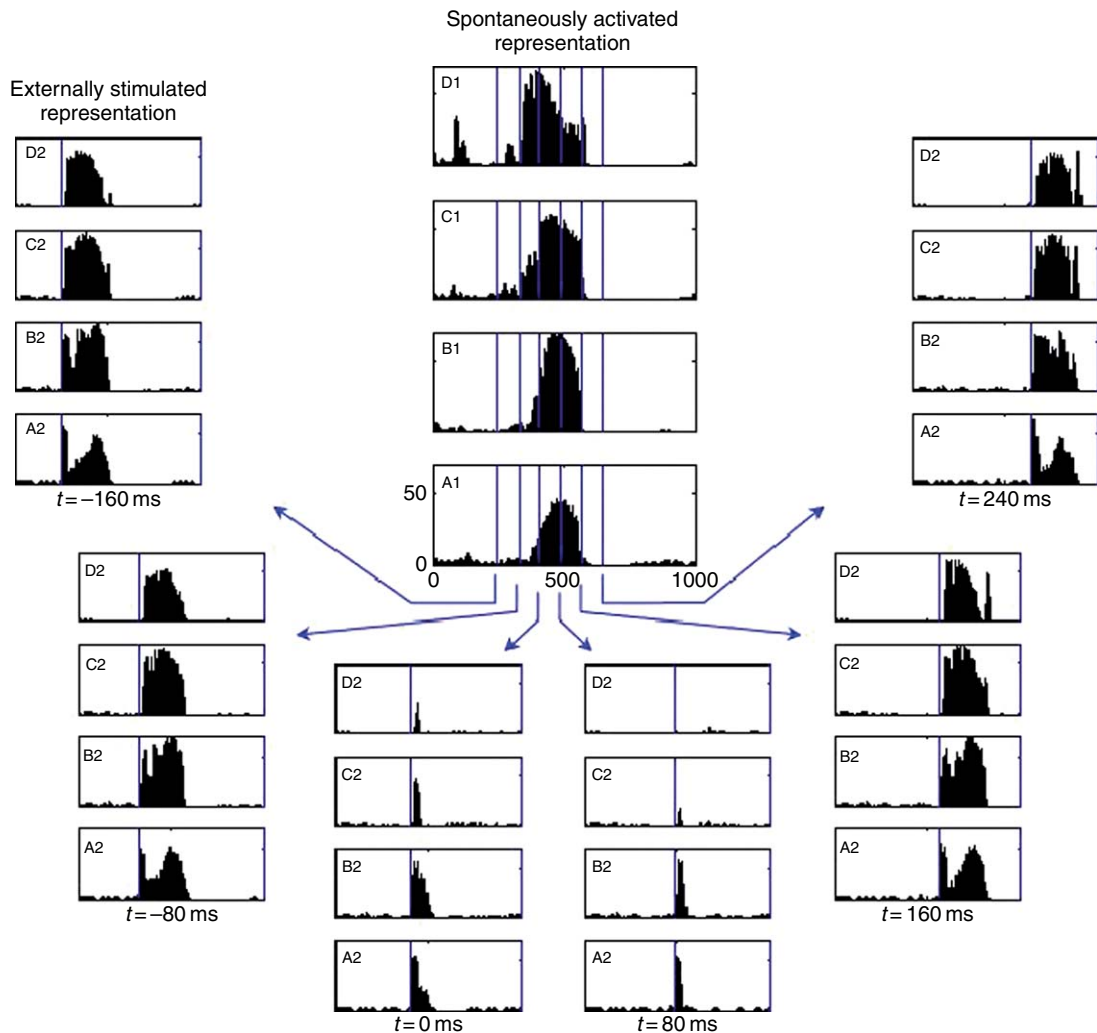 Spontaneously activated
representation
Externally stimulated
representation
D2
C2
B2
A2
t = −160 ms
D1
C1
B1
A1
50
0
0 500 1000
D2
C2
B2
A2
t = 240 ms
D2
C2
B2
A2
t = −80 ms
D2
C2
B2
A2
t = 0 ms
D2
C2
B2
A2
t = 80 ms
D2
C2
B2
A2
t = 160 ms